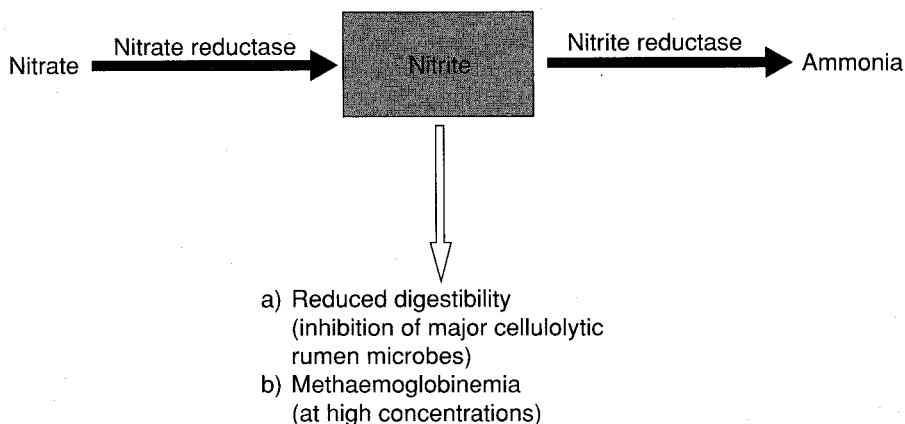 Nitrate
Nitrate reductase
Nitrite
Nitrite reductase
Ammonia
a) Reduced digestibility
(inhibition of major cellulolytic
rumen microbes)
b) Methaemoglobinemia
(at high concentrations)